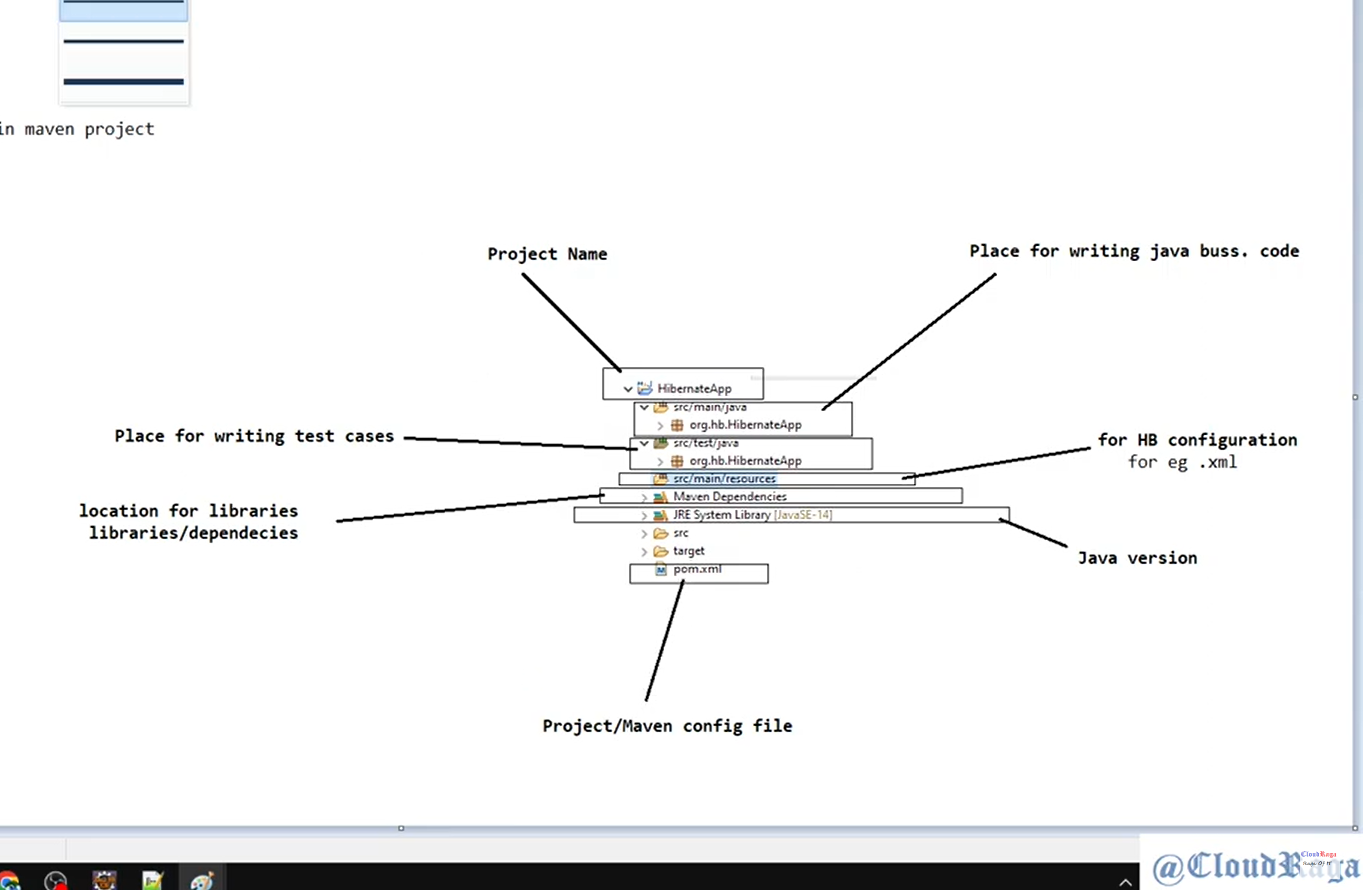 in maven project
Project Name
Place for writing java buss. code
HibernateApp
src/main/java
org.hb.HibernateApp
Place for writing test cases
src/test/java
org.hb.HibernateApp
for HB configuration
for eg .xml
src/main/resources
Maven Dependencies
location for libraries
libraries/dependecies
JRE System Library [JavaSE-14]
src
target
Java version
pom.xml
Project/Maven config file
@CloudRaga
CloudRaga